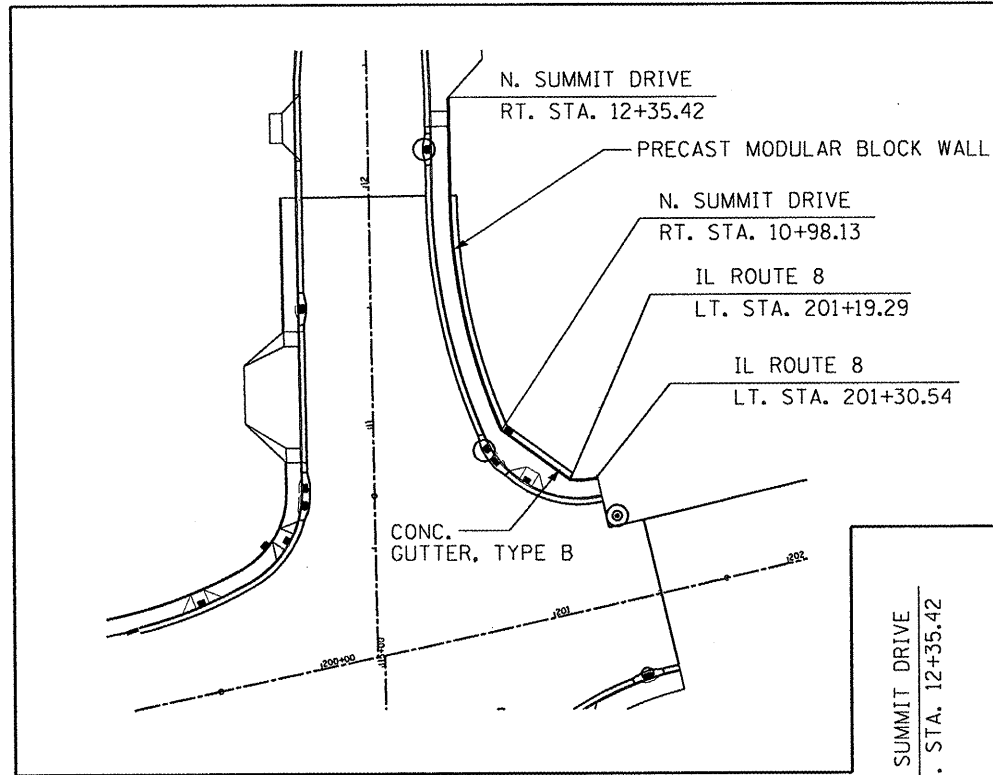 N. SUMMIT DRIVE
RT. STA. 12+35.42
PRECAST MODULAR BLOCK WALL
N. SUMMIT DRIVE
RT. STA. 10+98.13
IL ROUTE 8
LT. STA. 201+19.29
IL ROUTE 8
LT. STA. 201+30.54
CONC.
GUTTER, TYPE B
112
111
202
201
200+00
SUMMIT DRIVE
. STA. 12+35.42